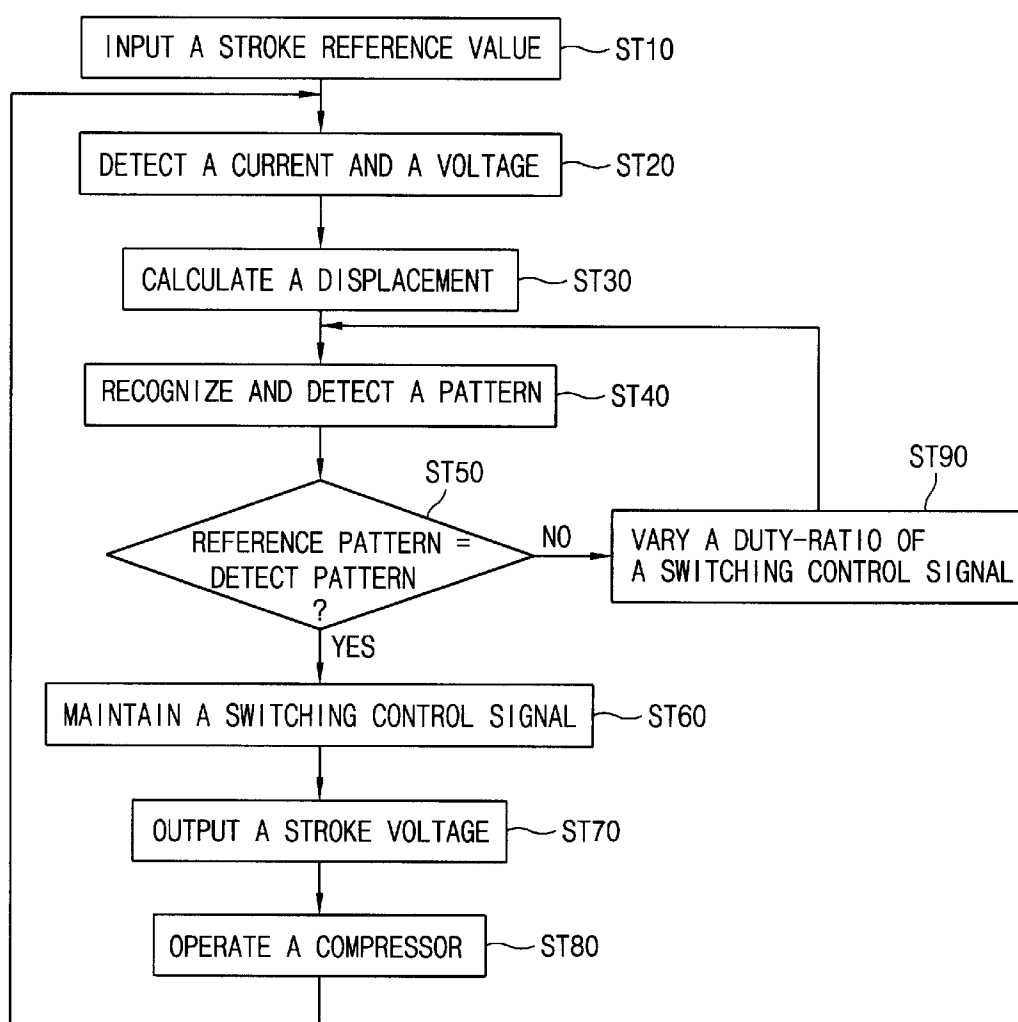 INPUT A STROKE REFERENCE VALUE
ST10
DETECT A CURRENT AND A VOLTAGE
ST20
CALCULATE A DISPLACEMENT
ST30
RECOGNIZE AND DETECT A PATTERN
ST40
ST50
REFERENCE PATTERN =
DETECT PATTERN
?
NO
ST90
VARY A DUTY-RATIO OF
A SWITCHING CONTROL SIGNAL
YES
MAINTAIN A SWITCHING CONTROL SIGNAL
ST60
OUTPUT A STROKE VOLTAGE
ST70
OPERATE A COMPRESSOR
ST80